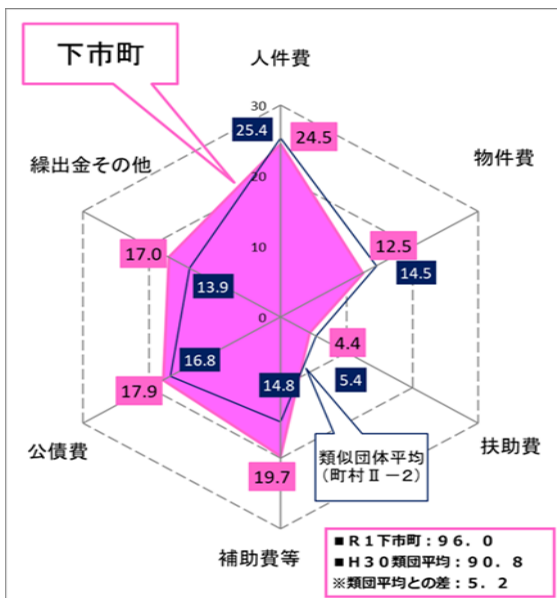 下市町
人件費
30
25.4
24.5
20
繰出金その他
物件費
10
17.0
12.5
14.5
13.9
0
4.4
5.4
16.8
14.8
17.9
19.7
類似団体平均
(町村Ⅱ－2)
公債費
扶助費
補助費等
■R1下市町：96．0
■H30類団平均：90．8
※類団平均との差：5．2